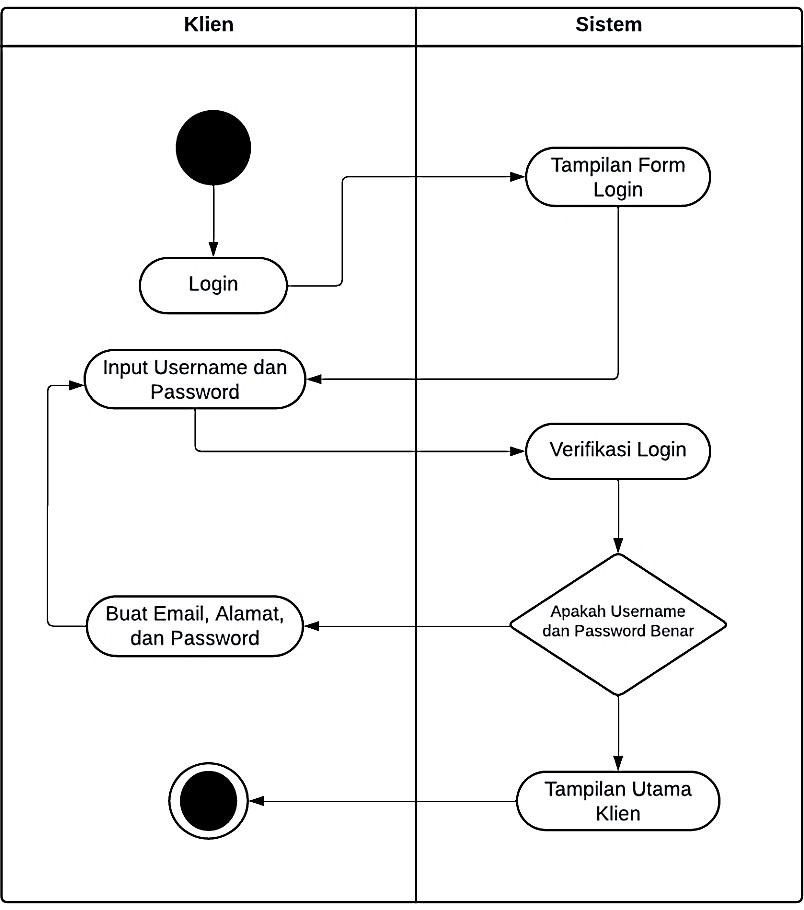 Klien
Sistem
Tampilan Form
Login
Login
Input Username dan
Password
Verifikasi Login
Apakah Username
dan Password Benar
Buat Email, Alamat,
dan Password
Tampilan Utama
Klien